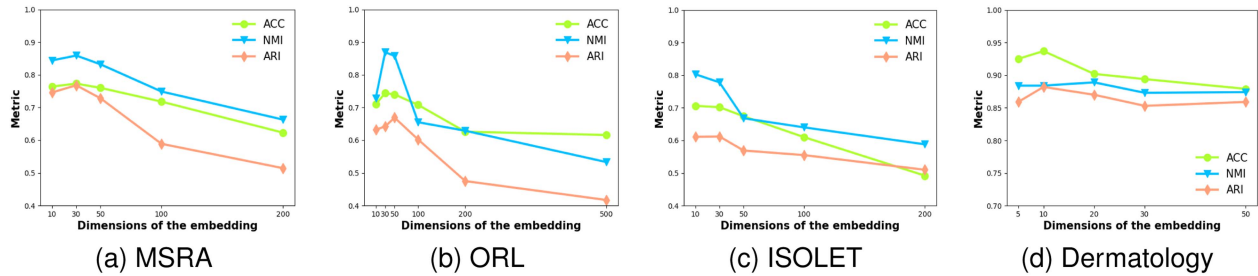 1.0
0.9
0.8
0.7
0.6
0.5
0.4
Metric
ACC
NMI
ARI
10 30 50 100 200
Dimensions of the embedding
(a) MSRA
1.0
0.9
0.8
0.7
0.6
0.5
0.4
Metric
ACC
NMI
ARI
10 30 50 100 200 500
Dimensions of the embedding
(b) ORL
1.0
0.9
0.8
0.7
0.6
0.5
0.4
Metric
ACC
NMI
ARI
10 30 50 100 200
Dimensions of the embedding
(c) ISOLET
1.00
0.95
0.90
0.85
0.80
0.75
0.70
Metric
ACC
NMI
ARI
5 10 20 30 50
Dimensions of the embedding
(d) Dermatology